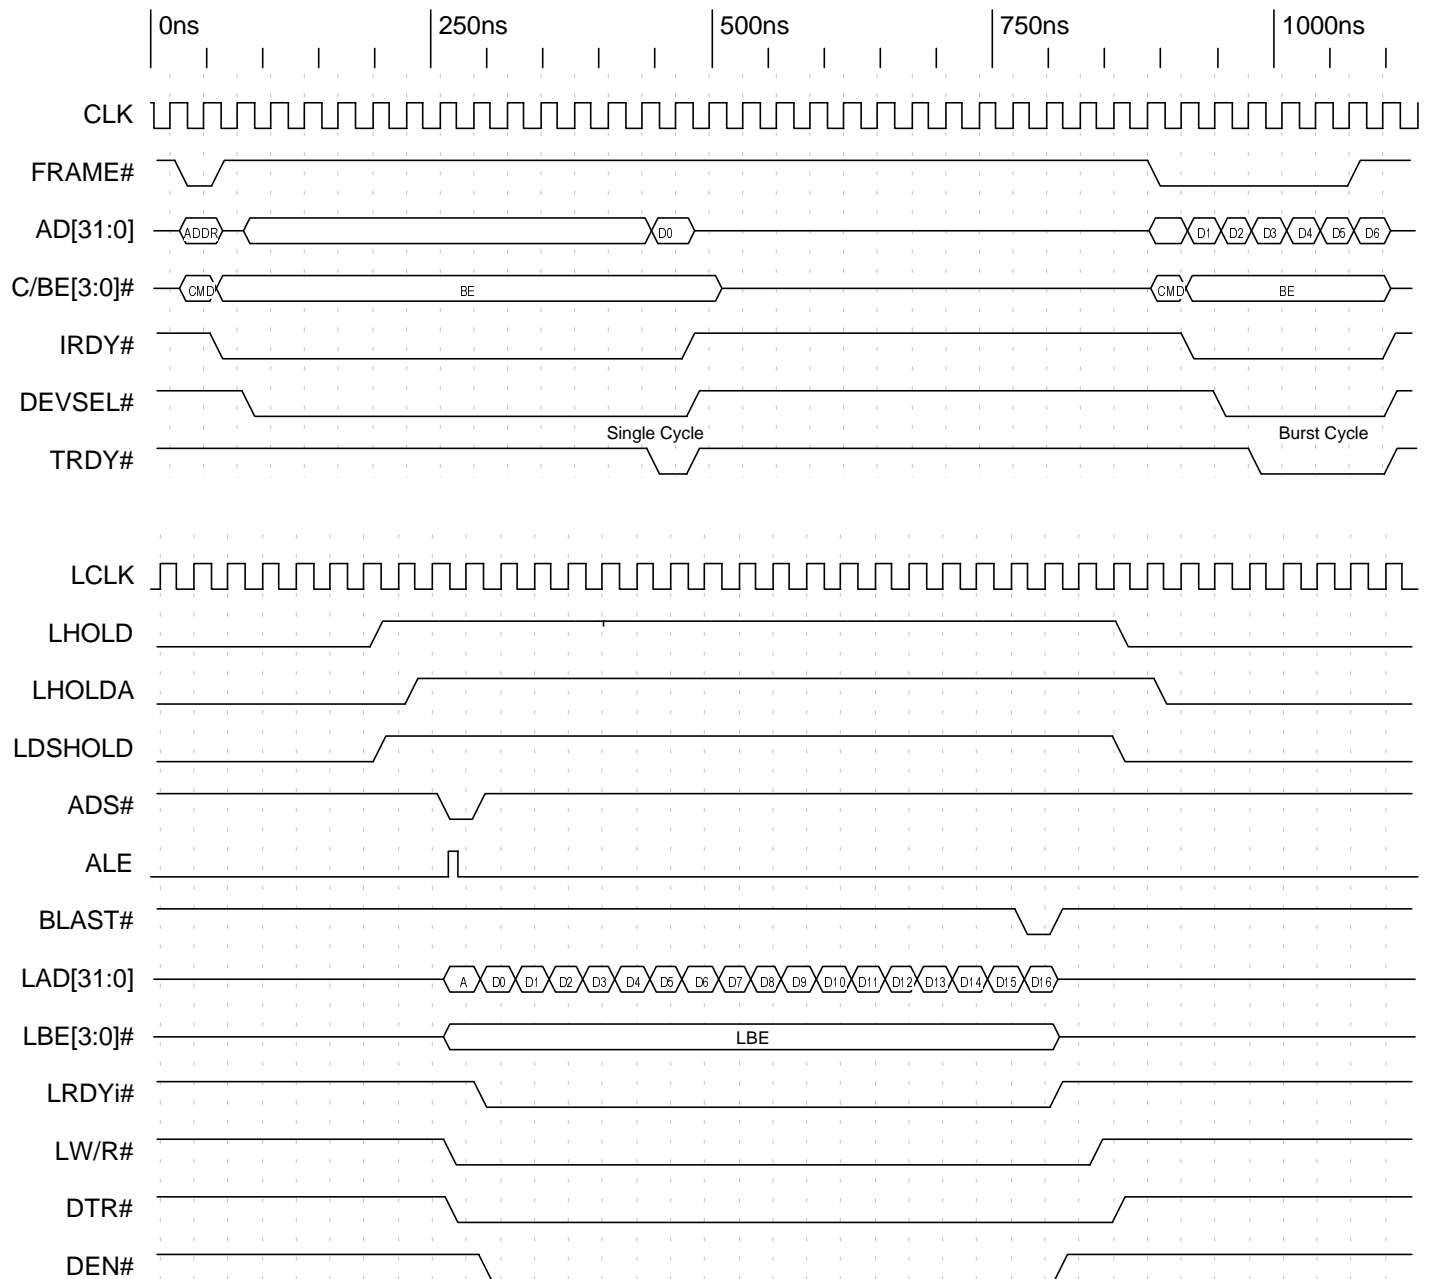 0ns 250ns 500ns 750ns 1000ns
CLK
FRAME#
AD[31:0] ADDR D0 D1 D2 D3 D4 D5 D6
C/BE[3:0]# CMD BE CMD BE
IRDY#
DEVSEL#
Single Cycle Burst Cycle
TRDY#
LCLK
LHOLD
LHOLDA
LDSHOLD
ADS#
ALE
BLAST#
LAD[31:0] A D0 D1 D2 D3 D4 D5 D6 D7 D8 D9 D10 D11 D12 D13 D14 D15 D16
LBE[3:0]# LBE
LRDYi#
LW/R#
DTR#
DEN#